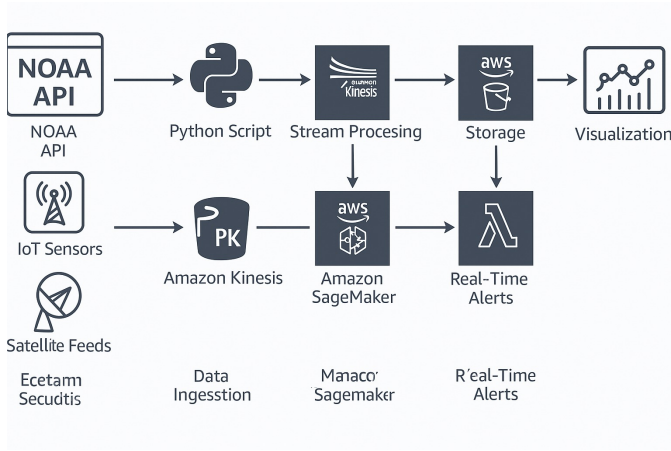 NOAA
API
NOAA
API
Python Script
Kinesis
Stream Procesing
aws
Storage
Visualization
IoT Sensors
PK
Amazon Kinesis
aws
Amazon
SageMaker
Real-Time
Alerts
Satellite Feeds
Ecetam
Secudtis
Data
Ingesstion
Sagemaker
R'eal-Time
Alerts